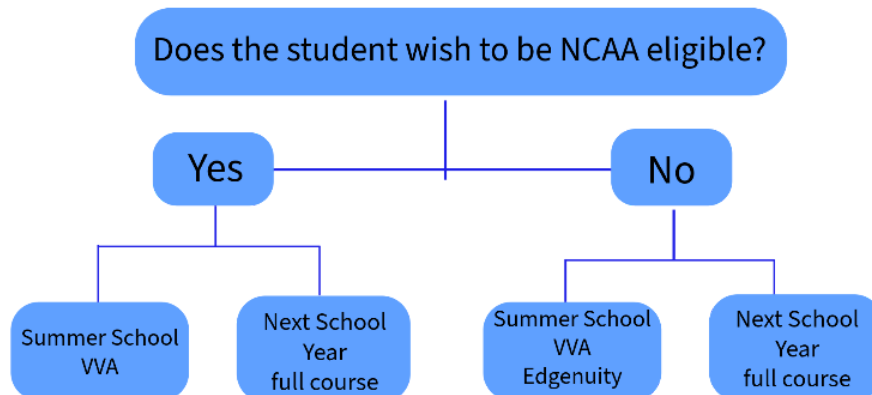 Does the student wish to be NCAA eligible?
Yes
No
Summer School
VVA
Next School
Year
full course
Summer School
VVA
Edgenuity
Next School
Year
full course